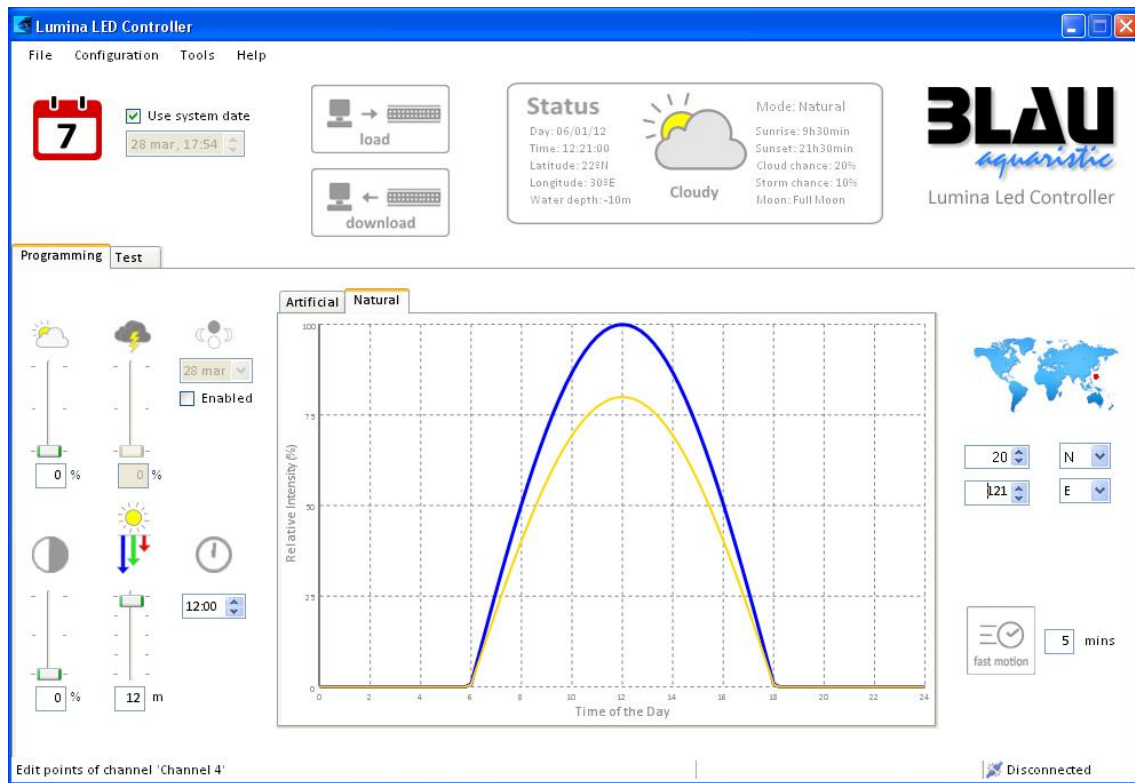 Lumina LED Controller
File Configuration Tools Help
7
Use system date
28 mar, 17:54
load
download
Status
Day: 06/01/12
Time: 12:21:00
Latitude: 22ºN
Longitude: 30ºE
Water depth: -10m
Cloudy
Mode: Natural
Sunrise: 9h30min
Sunset: 21h30min
Cloud chance: 20%
Storm chance: 10%
Moon: Full Moon
BLAU
aquaristic
Lumina Led Controller
Programming Test
28 mar
Enabled
0 %
0 %
12:00
0 %
12 m
Artificial Natural
Relative Intensity (%)
100
75
50
25
0
0 2 4 6 8 10 12 14 16 18 20 22 24
Time of the Day
20 N
121 E
fast motion
5 mins
Edit points of channel 'Channel 4'
Disconnected